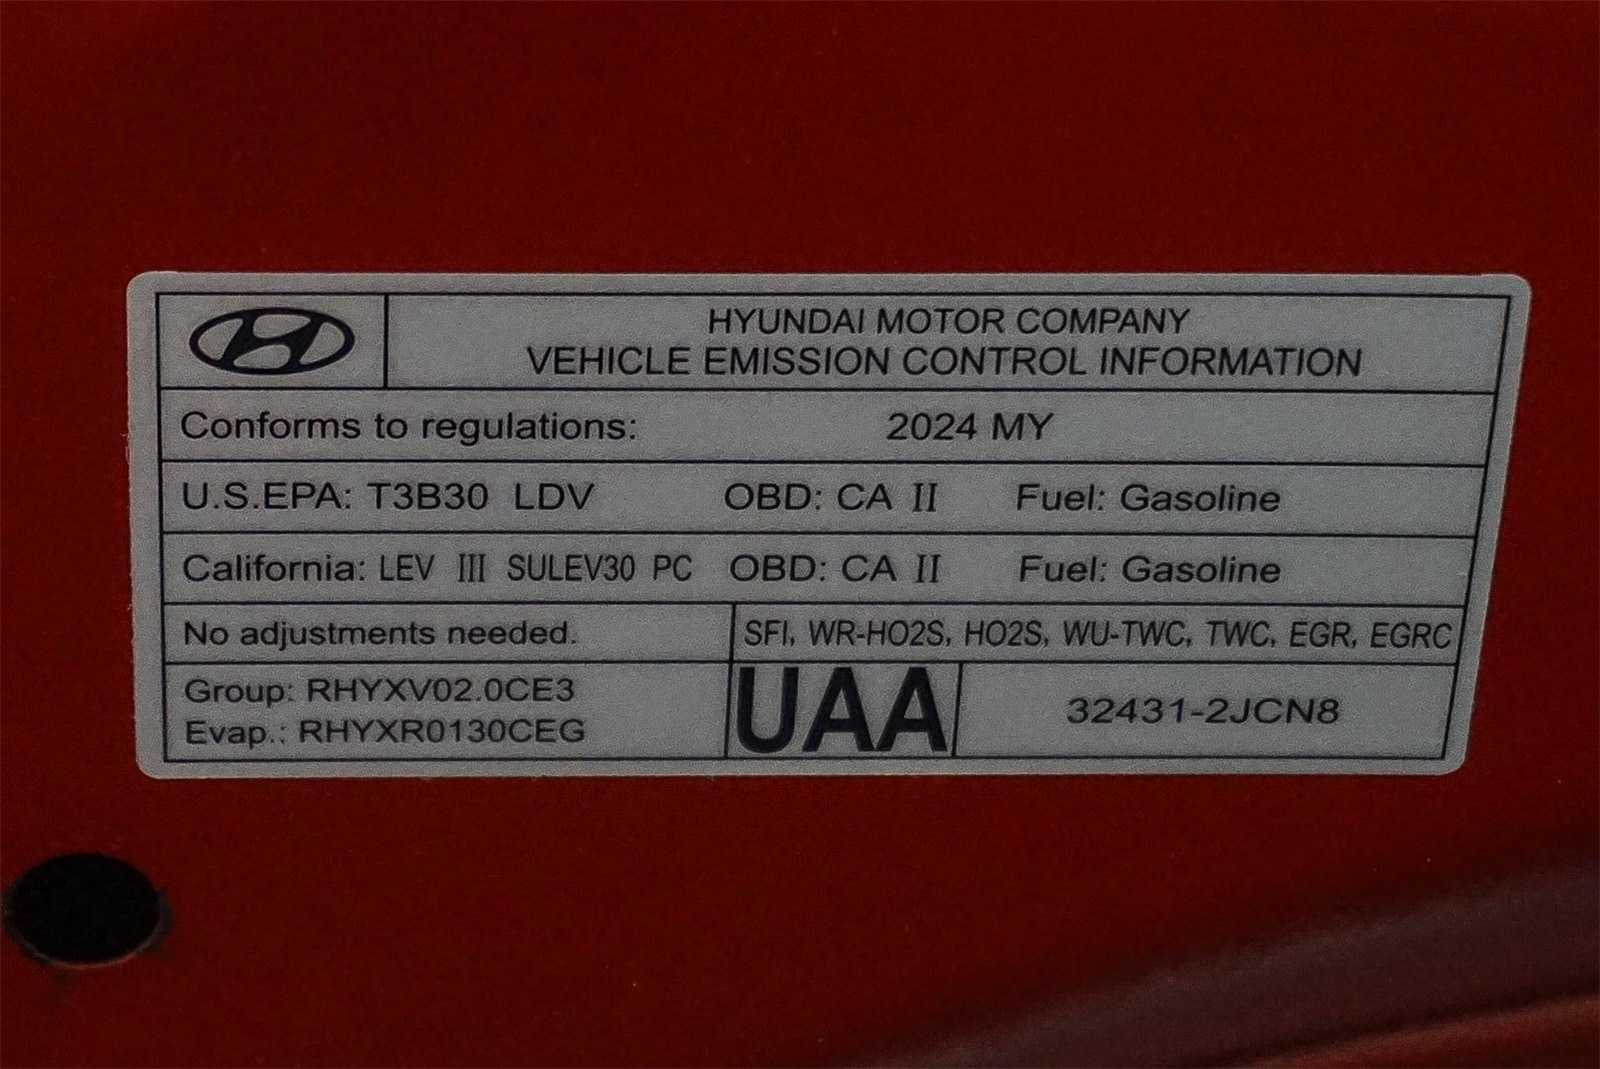 HYUNDAI MOTOR COMPANY
VEHICLE EMISSION CONTROL INFORMATION
Conforms to regulations: 2024 MY
U.S.EPA: T3B30 LDV OBD: CA II Fuel: Gasoline
California: LEV III SULEV30 PC OBD: CA II Fuel: Gasoline
No adjustments needed. SFI, WR-HO2S, HO2S, WU-TWC, TWC, EGR, EGRC
Group: RHYXV02.0CE3
Evap.: RHYXR0130CEG
UAA
32431-2JCN8